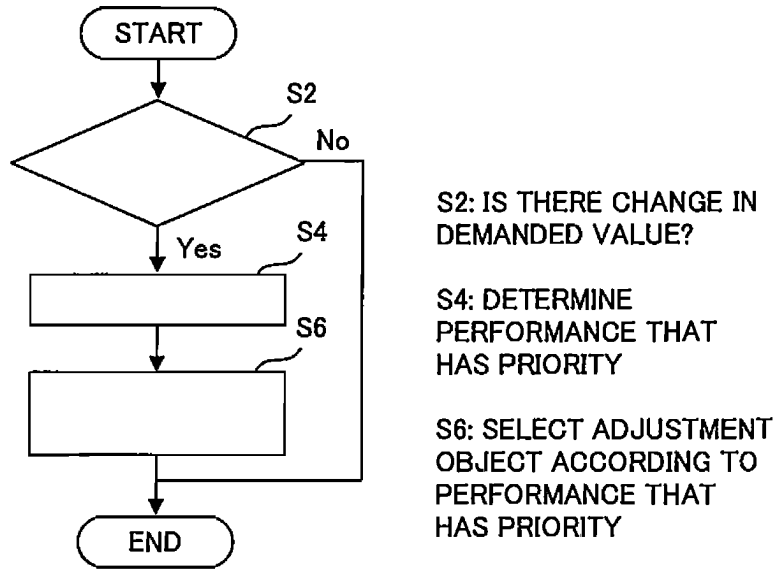 START
S2
No
Yes
S4
S6
END
S2: IS THERE CHANGE IN
DEMANDED VALUE?
S4: DETERMINE
PERFORMANCE THAT
HAS PRIORITY
S6: SELECT ADJUSTMENT
OBJECT ACCORDING TO
PERFORMANCE THAT
HAS PRIORITY